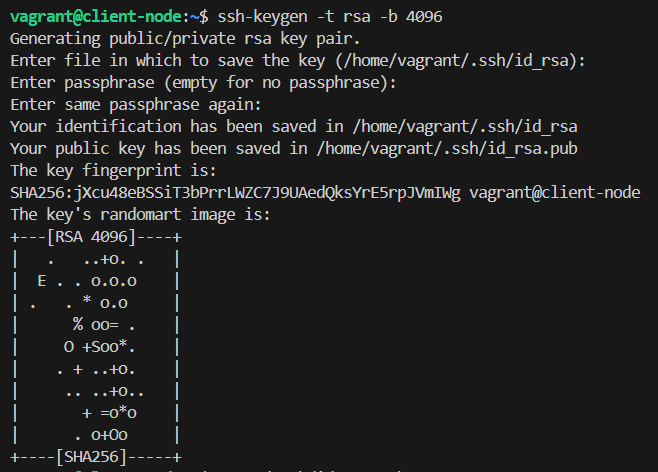 vagrant@client-node:~$ ssh-keygen -t rsa -b 4096
Generating public/private rsa key pair.
Enter file in which to save the key (/home/vagrant/.ssh/id_rsa):
Enter passphrase (empty for no passphrase):
Enter same passphrase again:
Your identification has been saved in /home/vagrant/.ssh/id_rsa
Your public key has been saved in /home/vagrant/.ssh/id_rsa.pub
The key fingerprint is:
SHA256:jXcu48eBSSiT3bPrrLWZC7J9UAedQksYrE5rpJVmIWg vagrant@client-node
The key's randomart image is:
+---[RSA 4096]----+
|   .   ..+o. .   |
|  E . . o.o.o    |
| .   . * o.o     |
|      % oo= .    |
|     O +Soo*.    |
|    . + ..+o.    |
|     .. ..+o..   |
|       + =o*o    |
|      . o+Oo     |
+----[SHA256]-----+